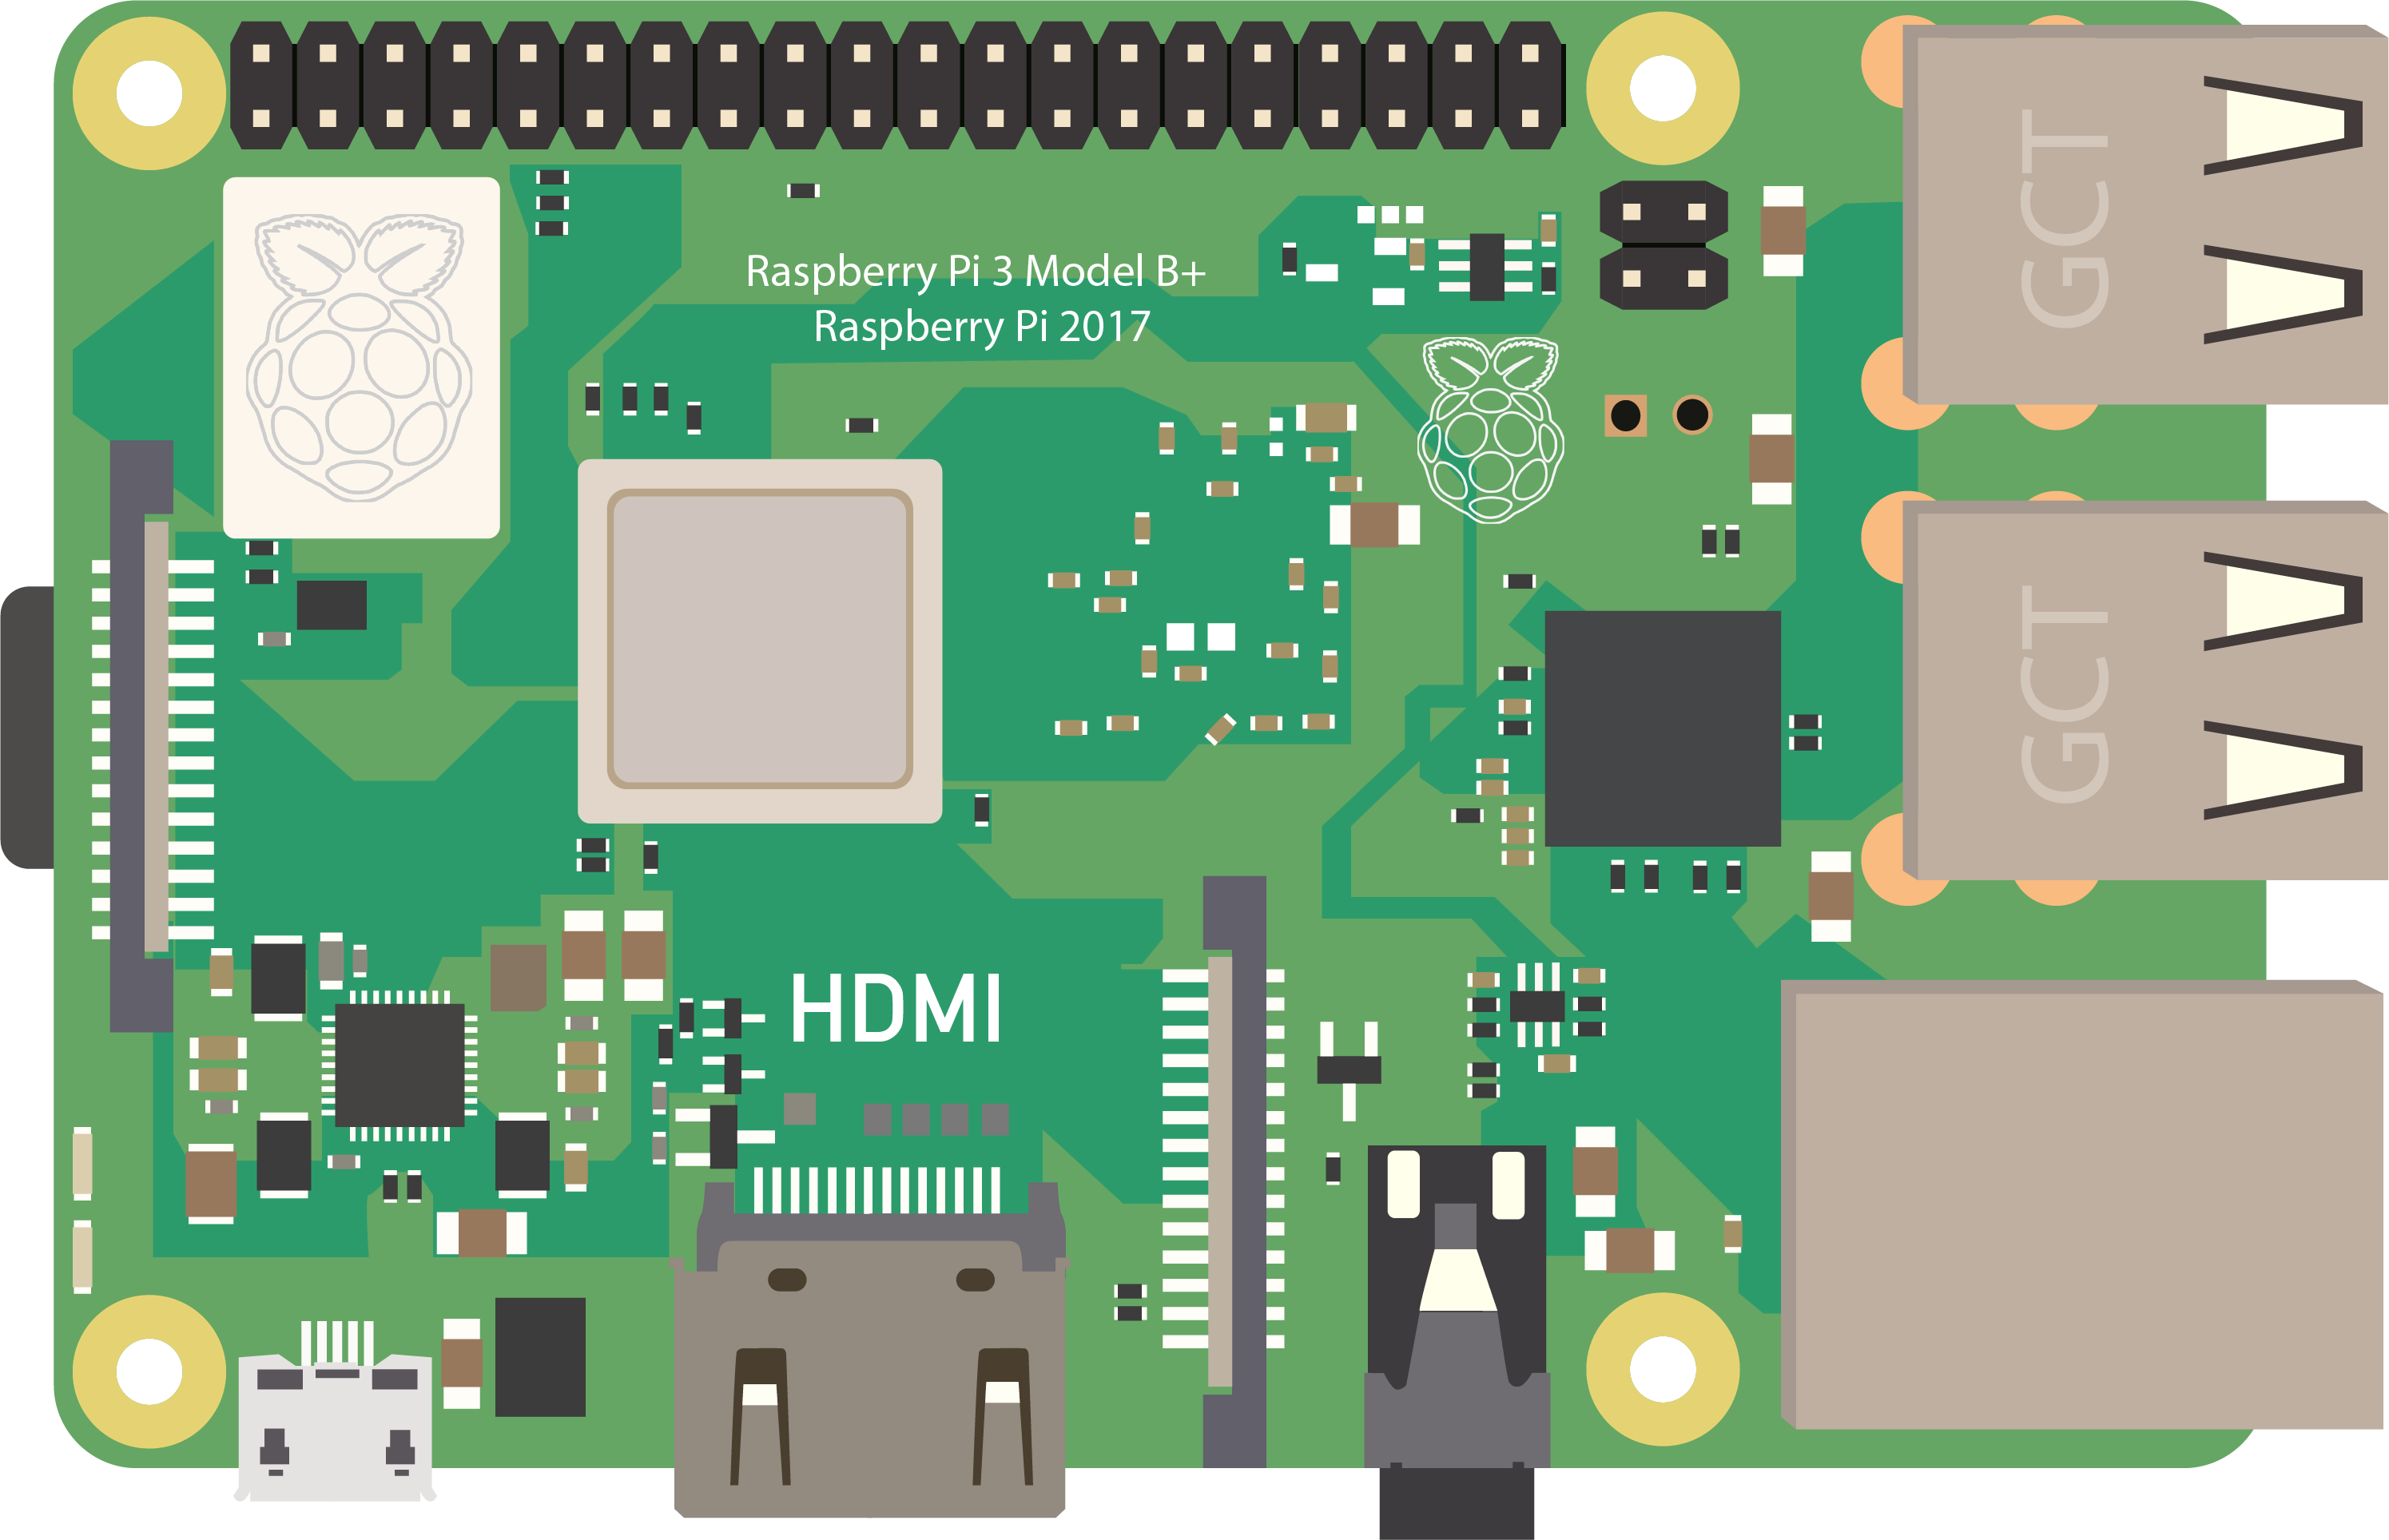 Raspberry Pi 3 Model B+
Raspberry Pi 2017
GCT
GCT
HDMI